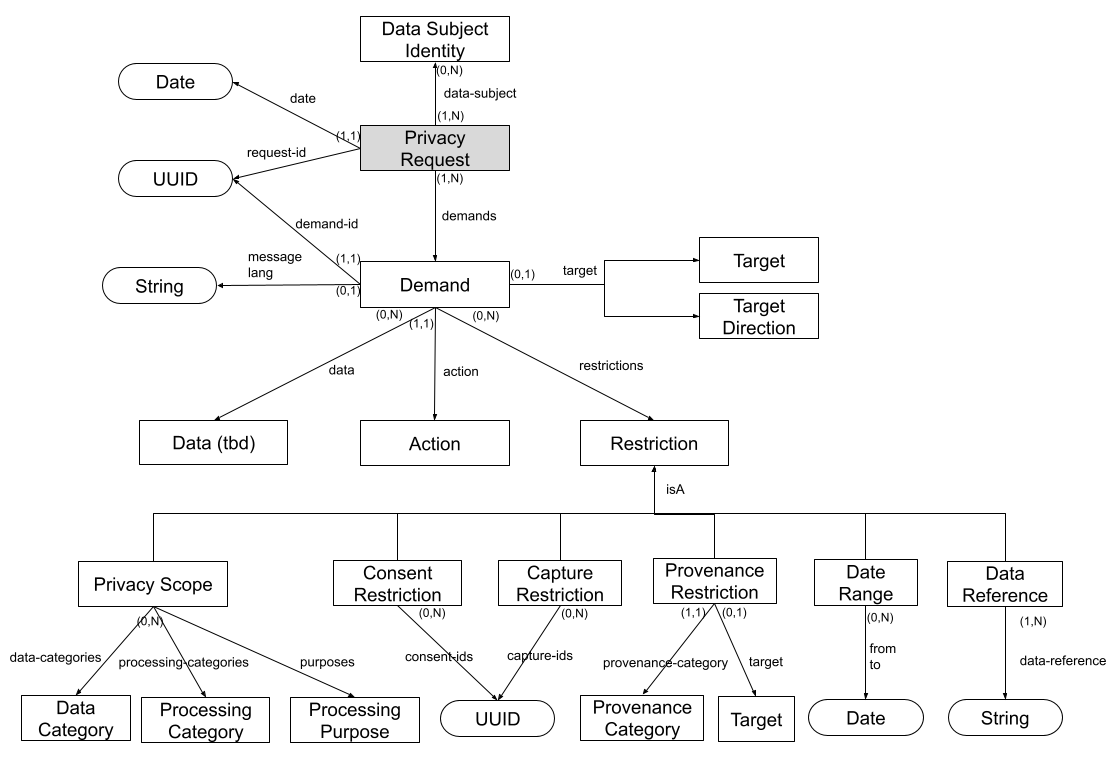 Data Subject
Identity
(0,N)
Date
data-subject
date
(1,N)
(1,1)
Privacy
Request
request-id
UUID
(1,N)
demand-id
demands
message
lang
(1,1)
(0,1)
target
Target
String
(0,1)
Demand
Target
Direction
(0,N)
(1,1)
(0,N)
data
action
restrictions
Data (tbd)
Action
Restriction
isA
Privacy Scope
Consent
Restriction
Capture
Restriction
Provenance
Restriction
Date
Range
Data
Reference
(0,N)
(0,N)
(0,N)
(1,1)
(0,1)
(0,N)
(1,N)
data-categories
processing-categories
purposes
consent-ids
capture-ids
provenance-category
target
from
to
data-reference
Data
Category
Processing
Category
Processing
Purpose
UUID
Provenance
Category
Target
Date
String